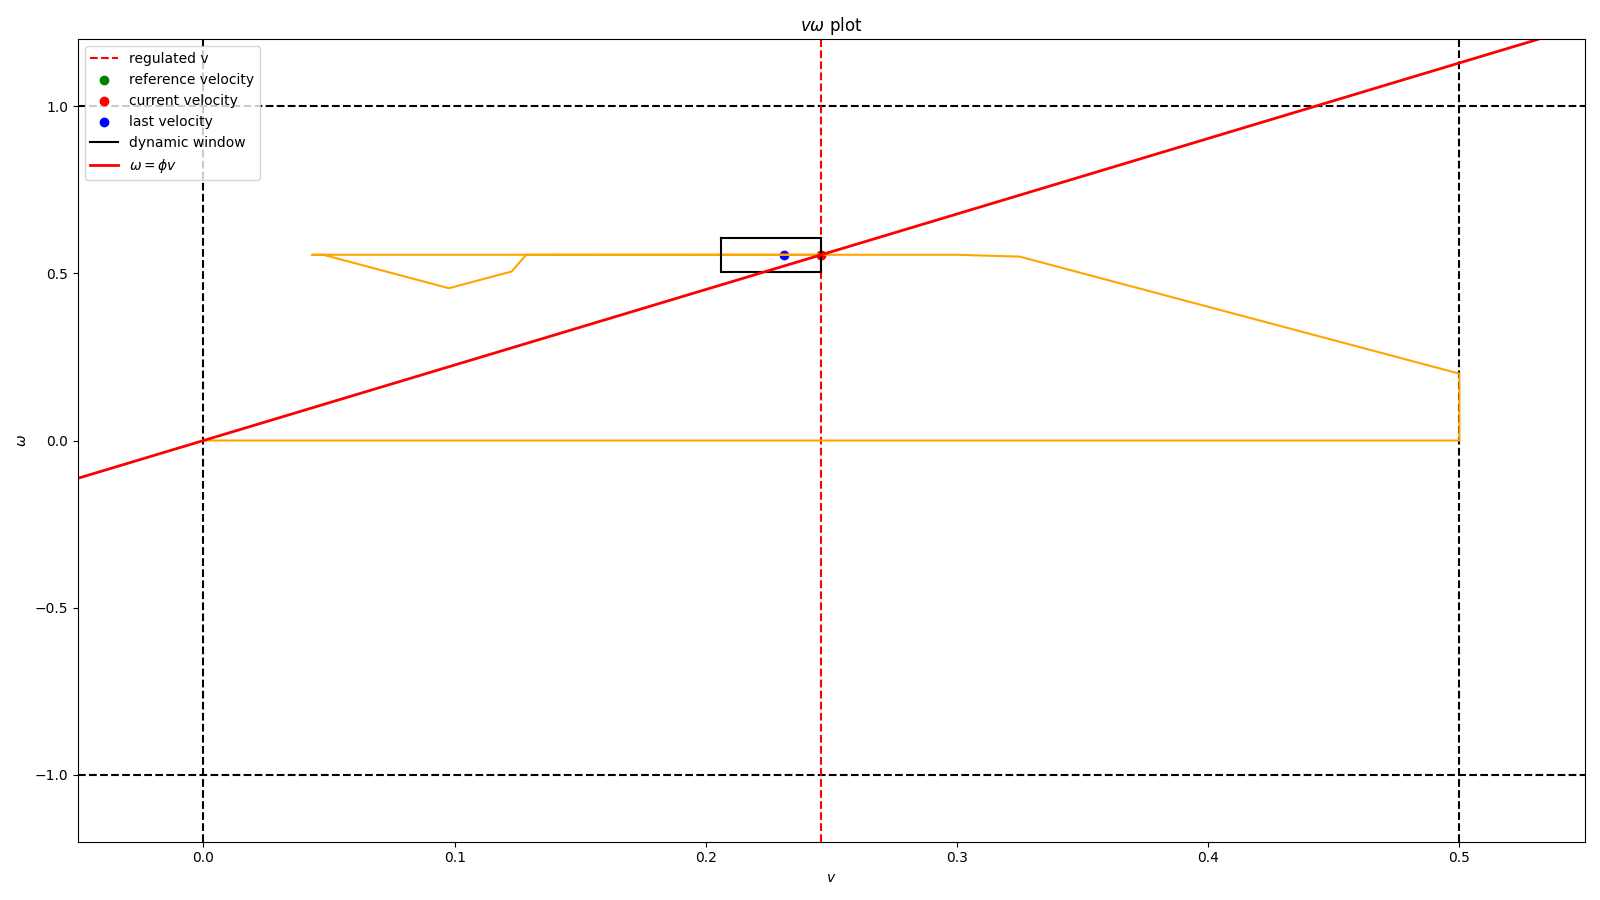 vω plot
regulated v
reference velocity
current velocity
last velocity
dynamic window
ω = ϕv
1.0
0.5
0.0
−0.5
−1.0
ω
0.0 0.1 0.2 0.3 0.4 0.5
v